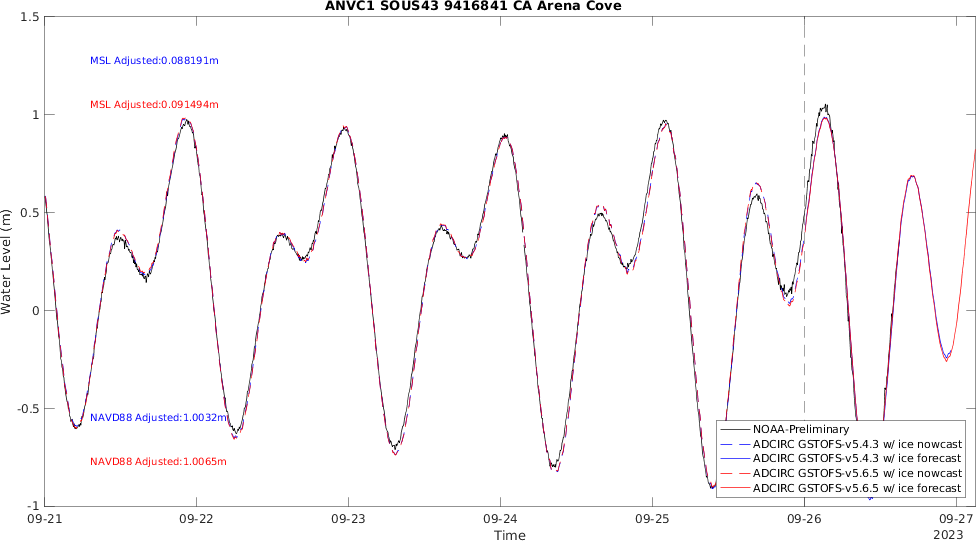 ANVC1 SOUS43 9416841 CA Arena Cove
Water Level (m)
1.5
1
0.5
0
-0.5
-1
MSL Adjusted:0.088191m
MSL Adjusted:0.091494m
NAVD88 Adjusted:1.0032m
NAVD88 Adjusted:1.0065m
NOAA-Preliminary
ADCIRC GSTOFS-v5.4.3 w/ ice nowcast
ADCIRC GSTOFS-v5.4.3 w/ ice forecast
ADCIRC GSTOFS-v5.6.5 w/ ice nowcast
ADCIRC GSTOFS-v5.6.5 w/ ice forecast
09-21 09-22 09-23 09-24 09-25 09-26 09-27
2023
Time